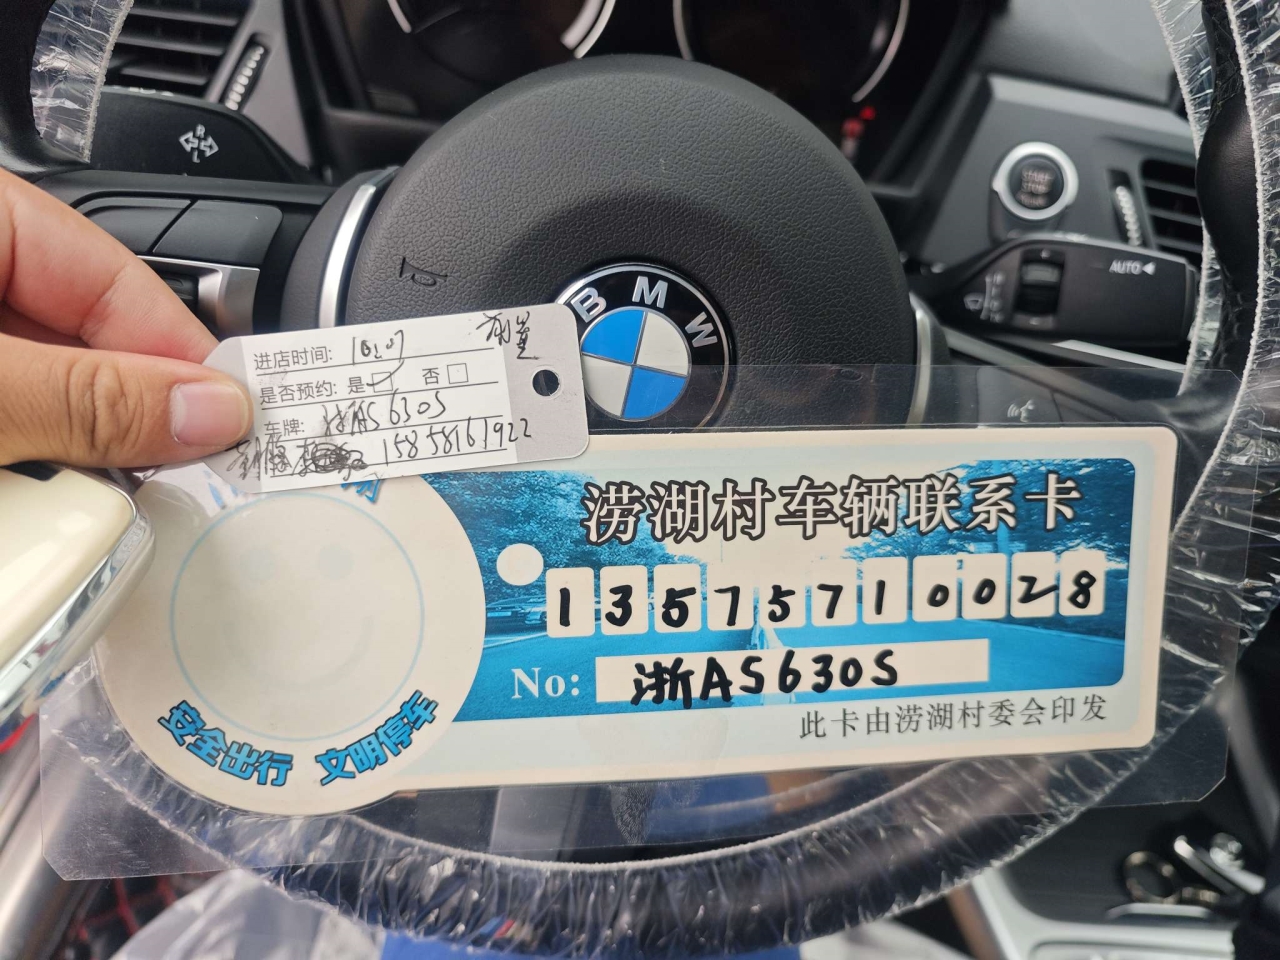 R
L
BMW
START
STOP
AUTO
进店时间: 10:07
是否预约: 是☑ 否☐
车牌: 浙AS630S
15858161922
涝湖村车辆联系卡
13575710028
No: 浙AS630S
此卡由涝湖村委会印发
安全出行 文明停车